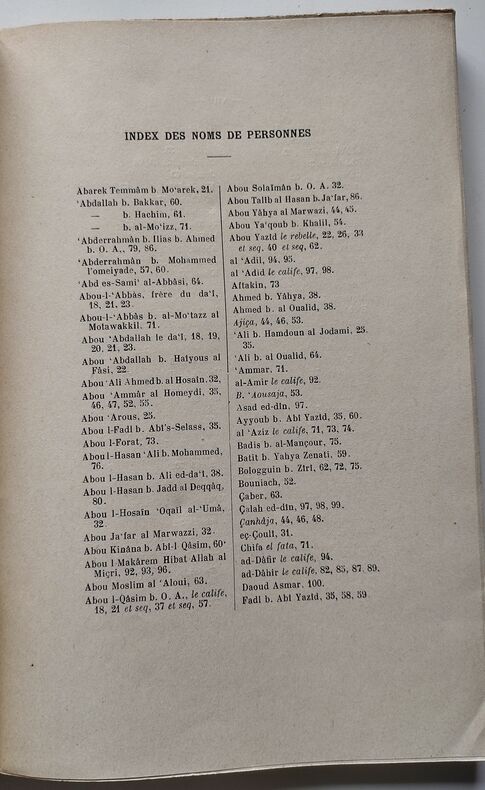 INDEX DES NOMS DE PERSONNES
Abarek Temmâm b. Mo‘arek, 21.
‘Abdallah b. Bakkar, 60.
— b. Hachim, 61.
— b. al-Mo‘izz, 71.
‘Abderrahmân b. Ilias b. Ahmed
b. O. A., 79, 86.
‘Abderrahmân b. Mohammed
l'omeiyade, 57, 60.
‘Abd es-Sami‘ al-Abbâsi, 64.
Abou-l-‘Abbâs, frère du da‘î,
18, 21, 23.
Abou-l-‘Abbâs b. al-Mo‘tazz al
Motawakkil, 71.
Abou ‘Abdallah le da‘î, 18, 19,
20, 21, 23.
Abou ‘Abdallah b. Haïyous al
Fâsi, 22.
Abou ‘Ali Ahmed b. al Hosaïn, 32,
Abou ‘Ammâr al Homeydi, 35,
46, 47, 52, 55.
Abou ‘Arous, 25.
Abou l-Fadl b. Abi's-Selass, 35.
Abou l-Forat, 73.
Abou l-Hasan ‘Ali b. Mohammed,
76.
Abou l-Hasan b. Ali ed-da‘î, 38.
Abou l-Hasan b. Jadd al Deqqâq,
80.
Abou l-Hosaïn ‘Oqaïl al-‘Umâ,
32.
Abou Ja‘far al Marwazzi, 32.
Abou Kinâna b. Abî-l Qâsim, 60
Abou l-Makârem Hibat Allah al
Miçri, 92, 93, 96.
Abou Moslim al ‘Aloui, 63.
Abou l-Qâsim b. O. A., le calife,
18, 21 et seq, 37 et seq, 57.
Abou Solaïmân b. O. A. 32.
Abou Talib al Hasan b. Ja‘far, 86.
Abou Yâhya al Marwazi, 44, 45.
Abou Ya‘qoub b. Khalil, 54.
Abou Yazîd le rebelle, 22, 26, 33
et seq. 40 et seq, 62.
al ‘Adil, 94, 95.
al ‘Adid le calife, 97, 98.
Aftakin, 73
Ahmed b. Yâhya, 38.
Ahmed b. al Oualid, 38.
Ajîça, 44, 46, 53.
‘Ali b. Hamdoun al Jodami, 25.
35.
‘Ali b. al Oualid, 64.
‘Ammar, 71.
al-Amir le calife, 92.
B. ‘Aousaja, 53.
Asad ed-dîn, 97.
Ayyoub b. Abî Yazîd, 35, 60.
al ‘Aziz le calife, 71, 73, 74.
Badis b. al-Mançour, 75.
Batît b. Yahya Zenati, 59.
Bologguin b. Zîrî, 62, 72, 75.
Bouniach, 52.
Çaber, 63.
Çalah ed-dîn, 97, 98, 99.
Çanhâja, 44, 46, 48.
eç-Çouli, 31.
Chifa el fata, 71.
ad-Dâfir le calife, 94.
ad-Dâhir le calife, 82, 85, 87, 89.
Daoud Asmar, 100.
Fadl b. Abî Yazîd, 35, 58, 59